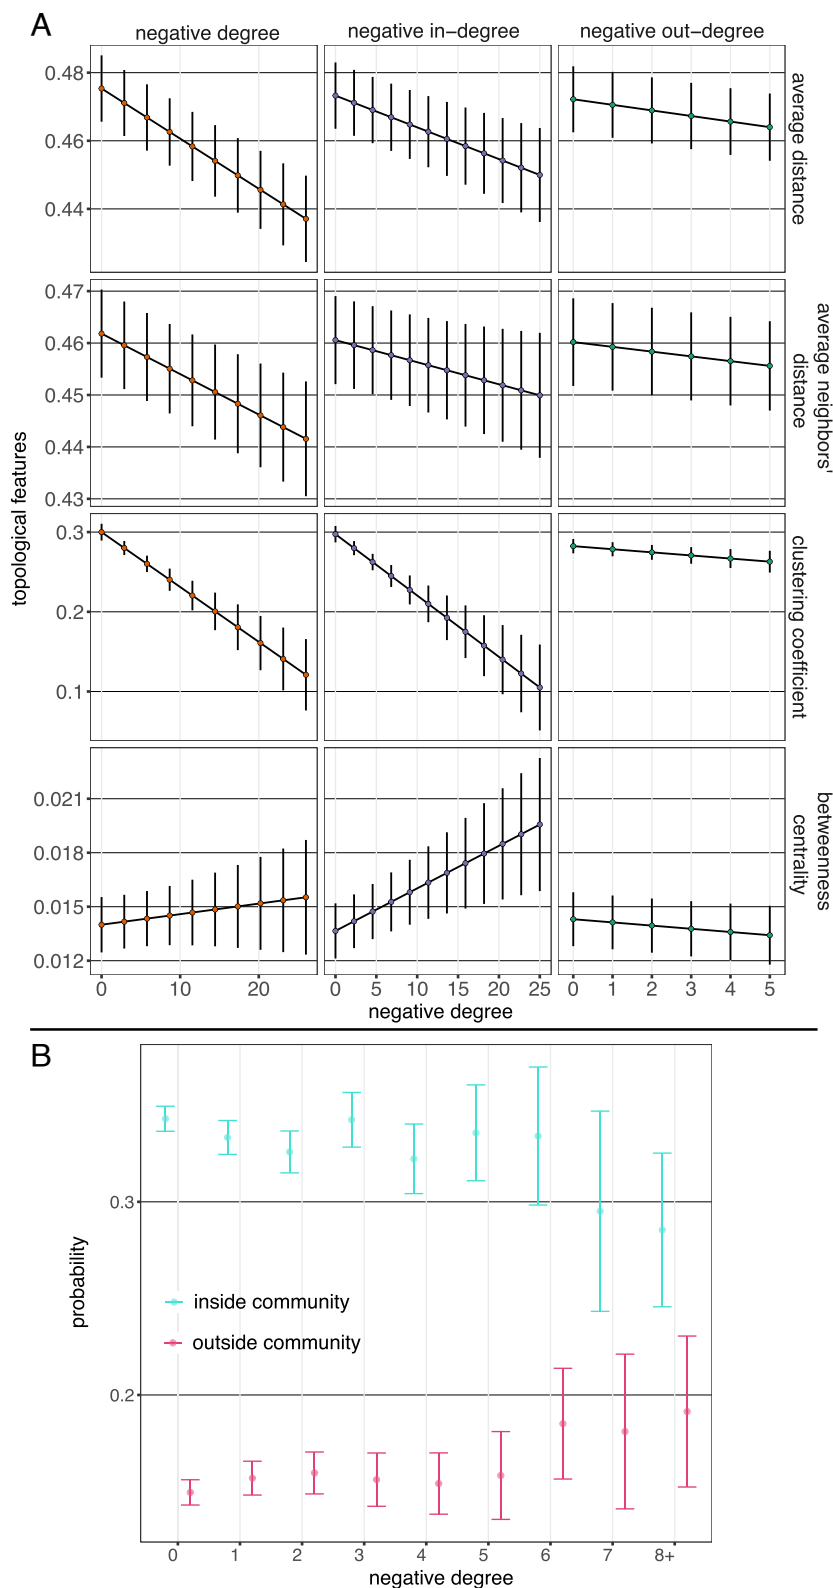 A
negative degree
negative in−degree
negative out−degree
0.48
0.46
0.44
average distance
0.47
0.46
0.45
0.44
0.43
average neighbors'
distance
topological features
0.3
0.2
0.1
clustering coefficient
0.021
0.018
0.015
0.012
betweenness
centrality
0 10 20 0 5 10 15 20 25 0 1 2 3 4 5
negative degree
B
0.3
probability
inside community
outside community
0.2
0 1 2 3 4 5 6 7 8+
negative degree